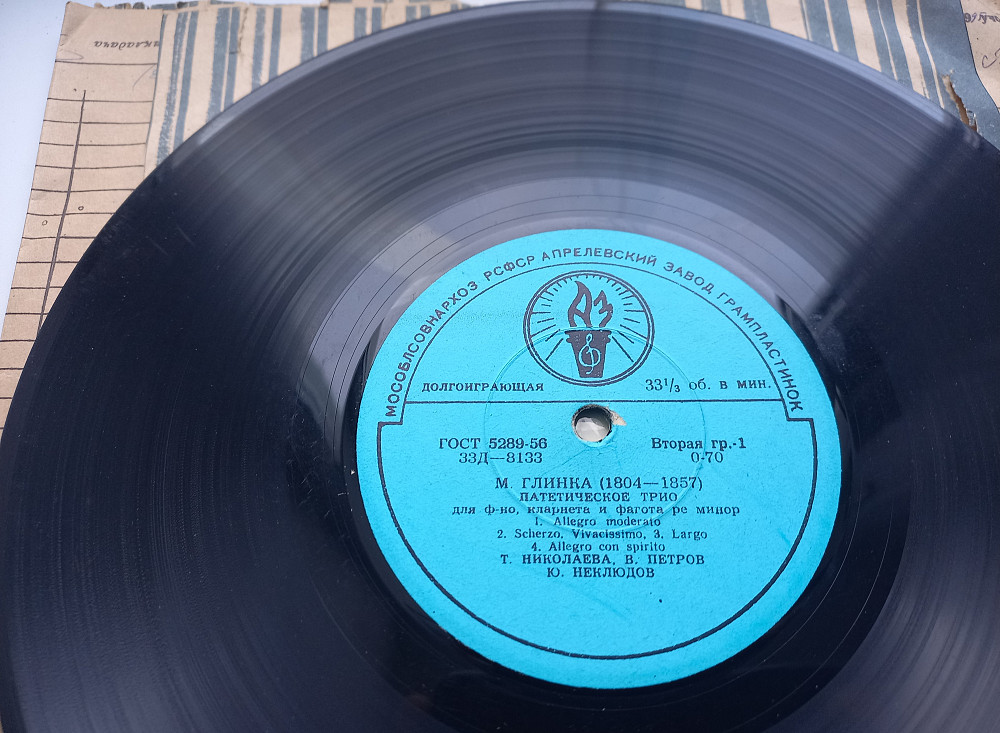 МОСОБЛСОВНАРХОЗ РСФСР АПРЕЛЕВСКИЙ ЗАВОД ГРАМПЛАСТИНОК
АЗ
ДОЛГОИГРАЮЩАЯ 33⅓ об. в мин.
ГОСТ 5289-56 Вторая гр.-1
33Д—8133 0-70
М. ГЛИНКА (1804—1857)
ПАТЕТИЧЕСКОЕ ТРИО
для ф-но, кларнета и фагота ре минор
1. Allegro moderato
2. Scherzo, Vivacissimo, 3. Largo
4. Allegro con spirito
Т. НИКОЛАЕВА, В. ПЕТРОВ
Ю. НЕКЛЮДОВ